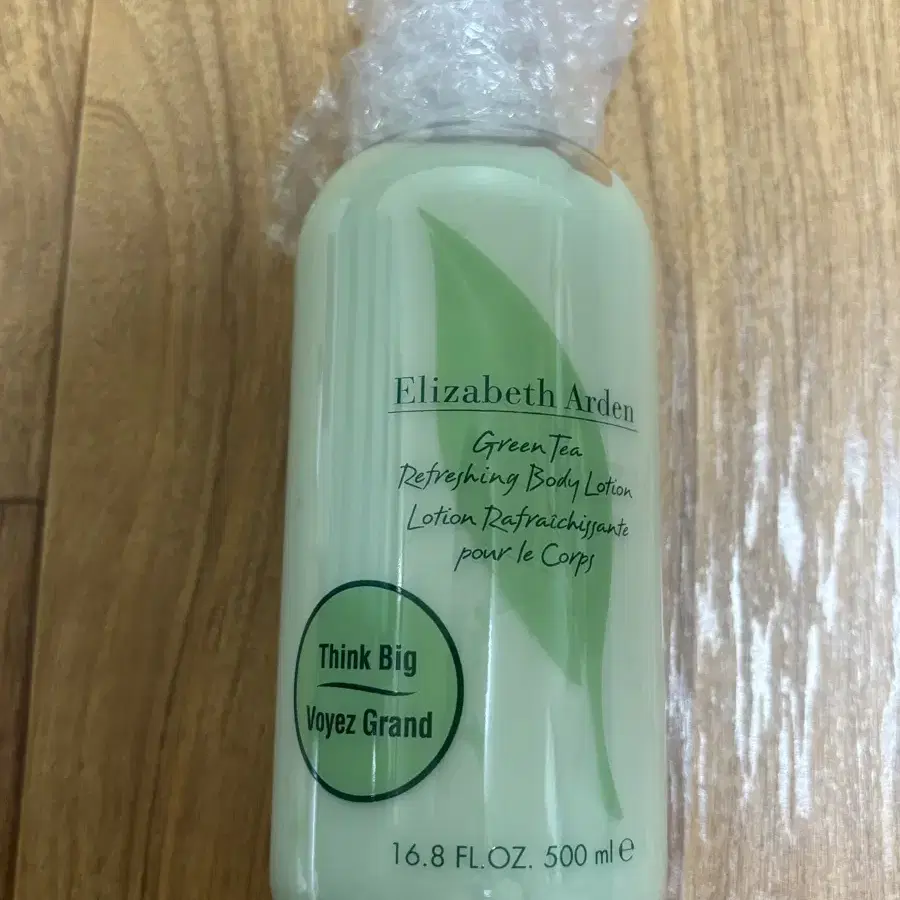 Elizabeth Arden
Green Tea
Refreshing Body Lotion
Lotion Rafraîchissante
pour le Corps
Think Big
Voyez Grand
16.8 FL.OZ. 500 ml ℮